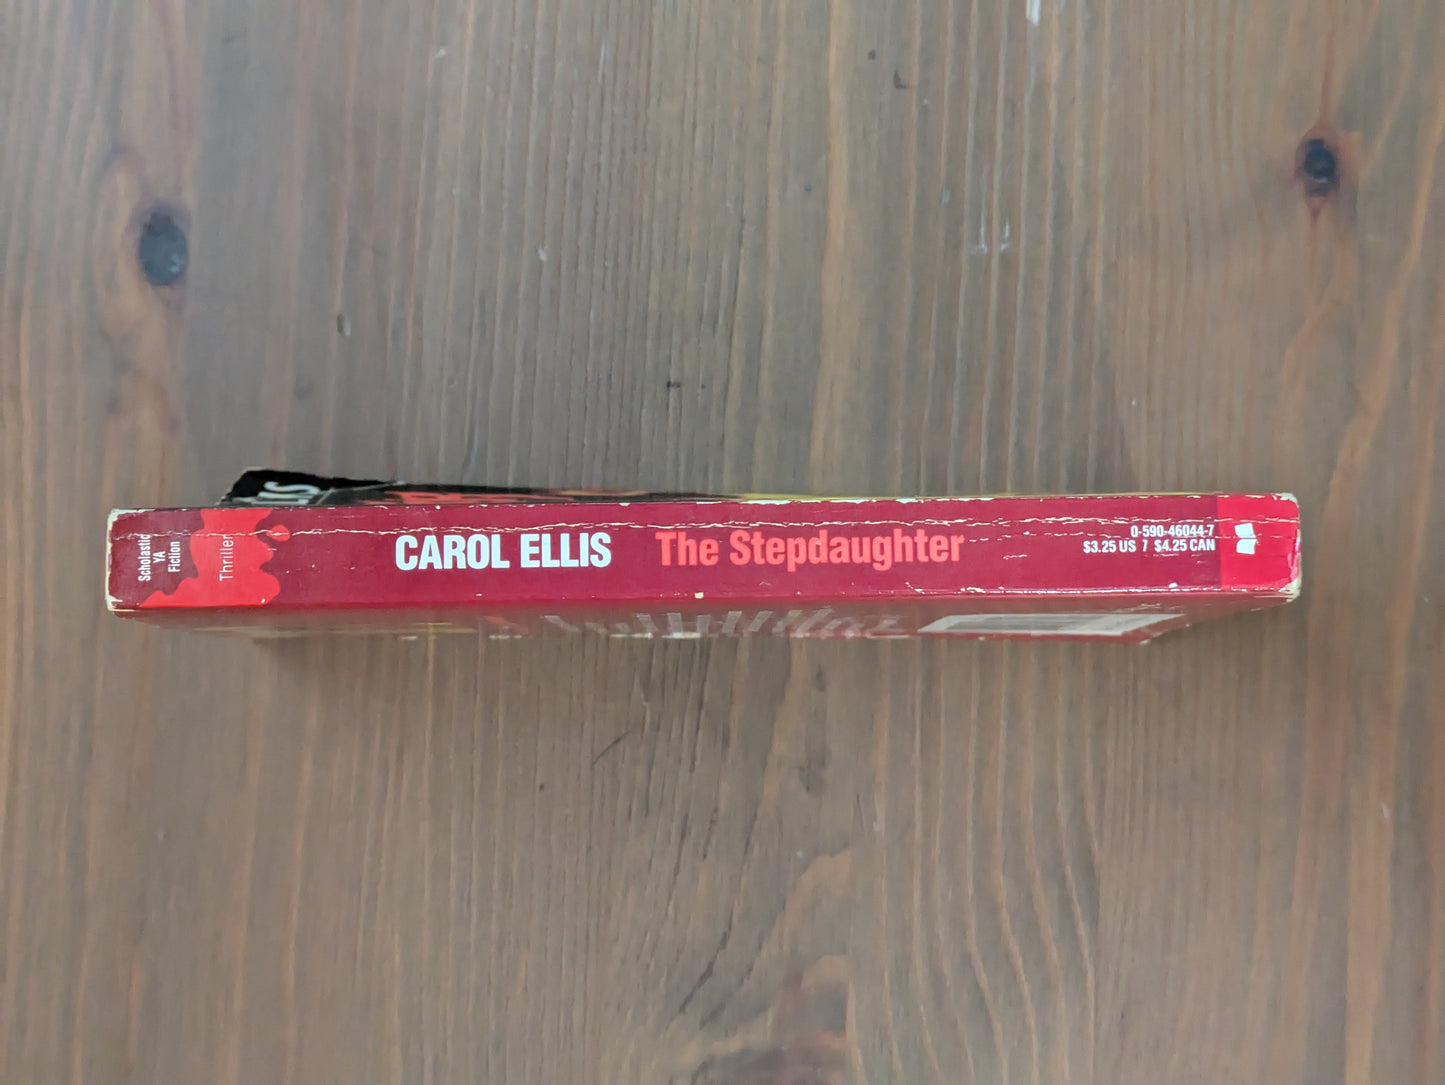 LIS
Scholastic
YA
Fiction
Thriller
CAROL ELLIS The Stepdaughter
0-590-46044-7
$3.25 US 7 $4.25 CAN